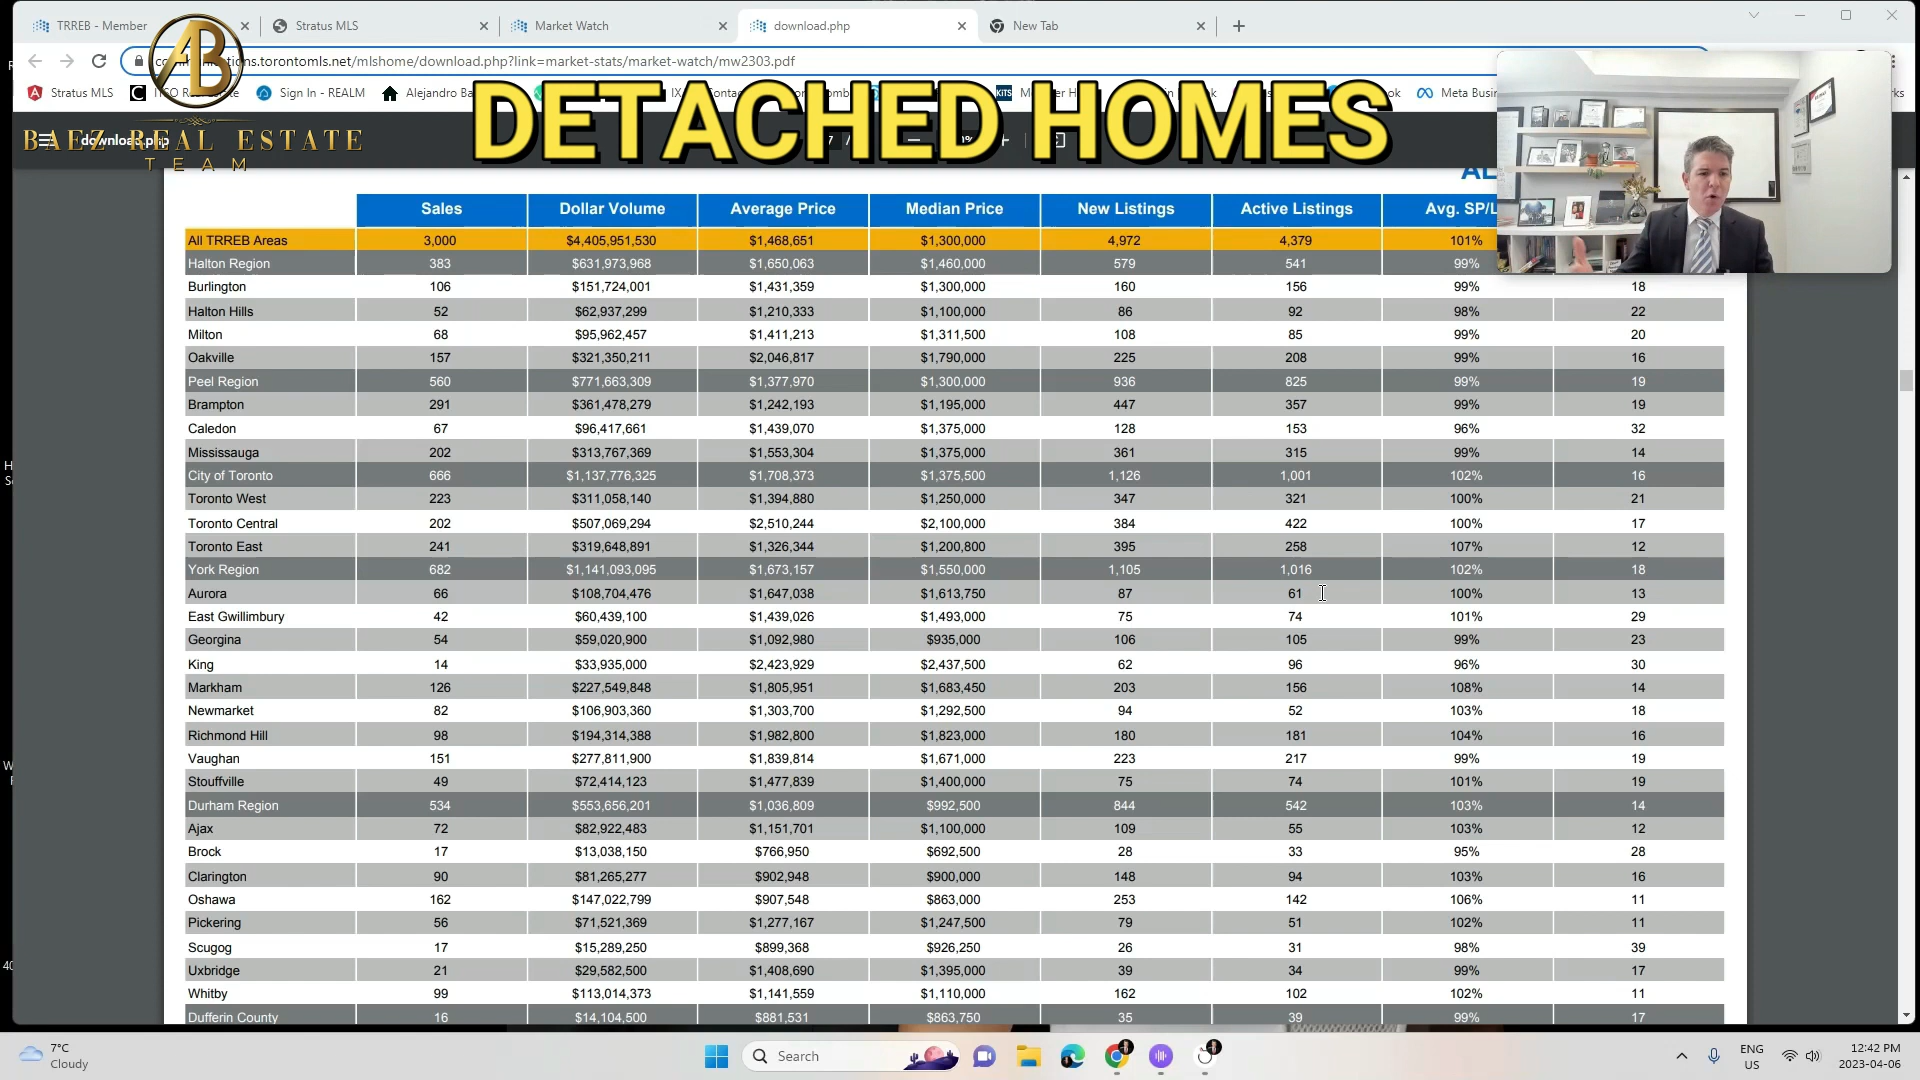 TRREB - Member
Stratus MLS
Market Watch
download.php
New Tab
torontomls.net/mlshome/download.php?link=market-stats/market-watch/mw2303.pdf
Stratus MLS
Sign In - REALM
Alejandro
Meta Busin
DETACHED HOMES
BAEZ REAL ESTATE
TEAM
download.php
Sales Dollar Volume Average Price Median Price New Listings Active Listings Avg. SP/L
All TRREB Areas 3,000 $4,405,951,530 $1,468,651 $1,300,000 4,972 4,379 101%
Halton Region 383 $631,973,968 $1,650,063 $1,460,000 579 541 99%
Burlington 106 $151,724,001 $1,431,359 $1,300,000 160 156 99% 18
Halton Hills 52 $62,937,299 $1,210,333 $1,100,000 86 92 98% 22
Milton 68 $95,962,457 $1,411,213 $1,311,500 108 85 99% 20
Oakville 157 $321,350,211 $2,046,817 $1,790,000 225 208 99% 16
Peel Region 560 $771,663,309 $1,377,970 $1,300,000 936 825 99% 19
Brampton 291 $361,478,279 $1,242,193 $1,195,000 447 357 99% 19
Caledon 67 $96,417,661 $1,439,070 $1,375,000 128 153 96% 32
Mississauga 202 $313,767,369 $1,553,304 $1,375,000 361 315 99% 14
City of Toronto 666 $1,137,776,325 $1,708,373 $1,375,500 1,126 1,001 102% 16
Toronto West 223 $311,058,140 $1,394,880 $1,250,000 347 321 100% 21
Toronto Central 202 $507,069,294 $2,510,244 $2,100,000 384 422 100% 17
Toronto East 241 $319,648,891 $1,326,344 $1,200,800 395 258 107% 12
York Region 682 $1,141,093,095 $1,673,157 $1,550,000 1,105 1,016 102% 18
Aurora 66 $108,704,476 $1,647,038 $1,613,750 87 61 100% 13
East Gwillimbury 42 $60,439,100 $1,439,026 $1,493,000 75 74 101% 29
Georgina 54 $59,020,900 $1,092,980 $935,000 106 105 99% 23
King 14 $33,935,000 $2,423,929 $2,437,500 62 96 96% 30
Markham 126 $227,549,848 $1,805,951 $1,683,450 203 156 108% 14
Newmarket 82 $106,903,360 $1,303,700 $1,292,500 94 52 103% 18
Richmond Hill 98 $194,314,388 $1,982,800 $1,823,000 180 181 104% 16
Vaughan 151 $277,811,900 $1,839,814 $1,671,000 223 217 99% 19
Stouffville 49 $72,414,123 $1,477,839 $1,400,000 75 74 101% 19
Durham Region 534 $553,656,201 $1,036,809 $992,500 844 542 103% 14
Ajax 72 $82,922,483 $1,151,701 $1,100,000 109 55 103% 12
Brock 17 $13,038,150 $766,950 $692,500 28 33 95% 28
Clarington 90 $81,265,277 $902,948 $900,000 148 94 103% 16
Oshawa 162 $147,022,799 $907,548 $863,000 253 142 106% 11
Pickering 56 $71,521,369 $1,277,167 $1,247,500 79 51 102% 11
Scugog 17 $15,289,250 $899,368 $926,250 26 31 98% 39
Uxbridge 21 $29,582,500 $1,408,690 $1,395,000 39 34 99% 17
Whitby 99 $113,014,373 $1,141,559 $1,110,000 162 102 102% 11
Dufferin County 16 $14,104,500 $881,531 $863,750 35 39 99% 17
7°C
Cloudy
Search
ENG
US
12:42 PM
2023-04-06